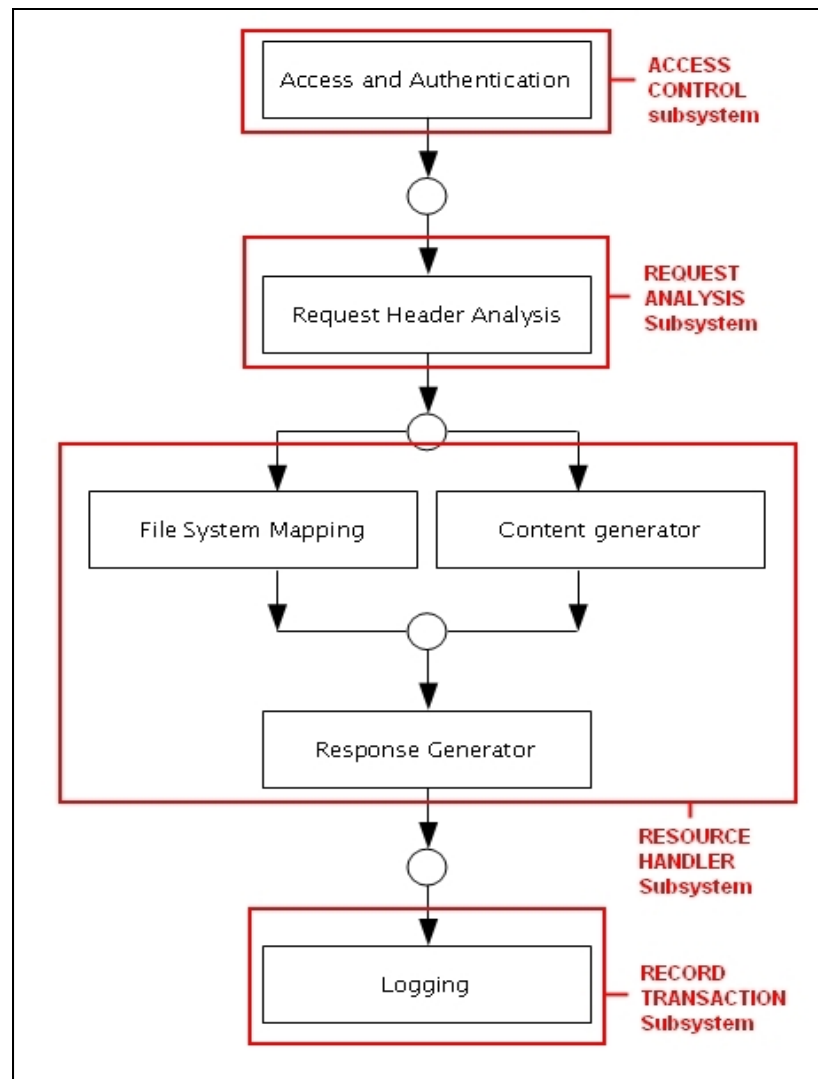 Access and Authentication
ACCESS
CONTROL
subsystem
Request Header Analysis
REQUEST
ANALYSIS
Subsystem
File System Mapping
Content generator
Response Generator
RESOURCE
HANDLER
Subsystem
Logging
RECORD
TRANSACTION
Subsystem